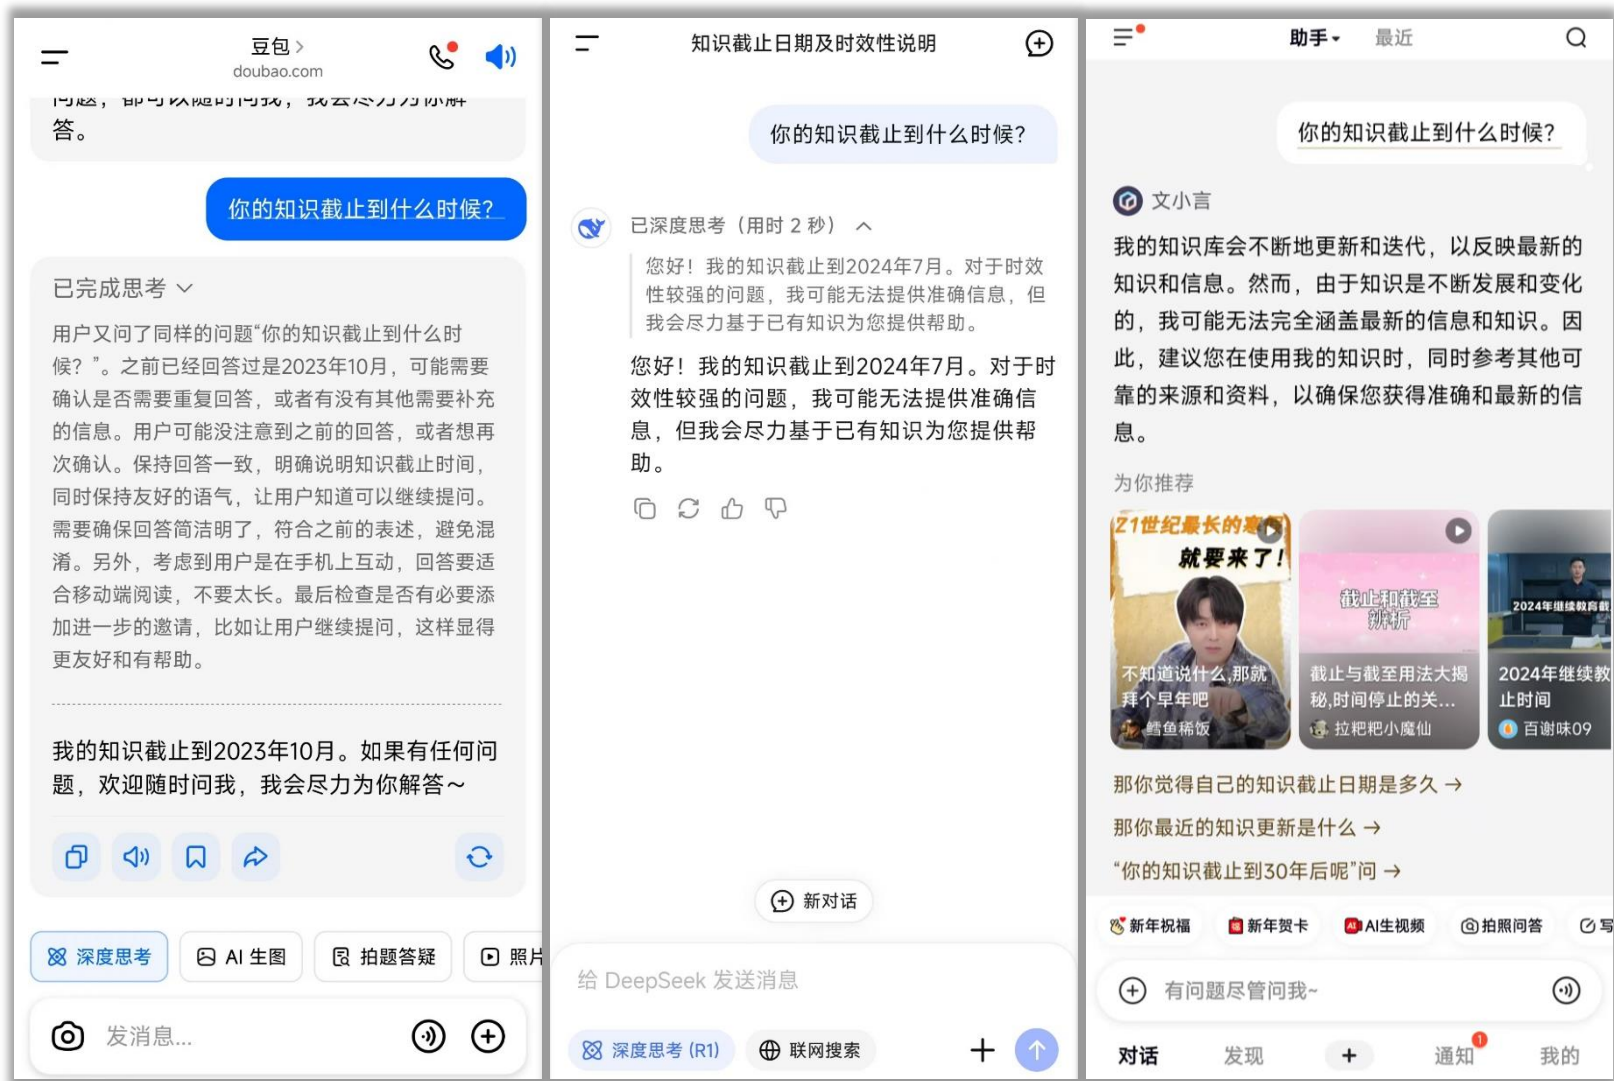 豆包
doubao.com
答。
你的知识截止到什么时候？
已完成思考
用户又问了同样的问题“你的知识截止到什么时
候？”。之前已经回答过是2023年10月，可能需要
确认是否需要重复回答，或者有没有其他需要补充
的信息。用户可能没注意到之前的回答，或者想再
次确认。保持回答一致，明确说明知识截止时间，
同时保持友好的语气，让用户知道可以继续提问。
需要确保回答简洁明了，符合之前的表述，避免混
淆。另外，考虑到用户是在手机上互动，回答要适
合移动端阅读，不要太长。最后检查是否有必要添
加进一步的邀请，比如让用户继续提问，这样显得
更友好和有帮助。
我的知识截止到2023年10月。如果有任何问
题，欢迎随时问我，我会尽力为你解答～
深度思考
AI 生图
拍题答疑
照片
发消息...
知识截止日期及时效性说明
你的知识截止到什么时候？
已深度思考（用时 2 秒）
您好！我的知识截止到2024年7月。对于时效
性较强的问题，我可能无法提供准确信息，但
我会尽力基于已有知识为您提供帮助。
您好！我的知识截止到2024年7月。对于时
效性较强的问题，我可能无法提供准确信
息，但我会尽力基于已有知识为您提供帮
助。
新对话
给 DeepSeek 发送消息
深度思考 (R1)
联网搜索
助手
最近
你的知识截止到什么时候？
文小言
我的知识库会不断地更新和迭代，以反映最新的
知识和信息。然而，由于知识是不断发展和变化
的，我可能无法完全涵盖最新的信息和知识。因
此，建议您在使用我的知识时，同时参考其他可
靠的来源和资料，以确保您获得准确和最新的信
息。
为你推荐
21世纪最长的寒假
就要来了！
不知道说什么,那就
拜个早年吧
鳕鱼稀饭
截止和截至
辨析
截止与截至用法大揭
秘,时间停止的关...
拉粑粑小魔仙
2024年继续教育截
2024年继续教
止时间
百谢味09
那你觉得自己的知识截止日期是多久 →
那你最近的知识更新是什么 →
“你的知识截止到30年后呢”问 →
新年祝福
新年贺卡
AI生视频
拍照问答
写
有问题尽管问我~
对话
发现
通知
1
我的